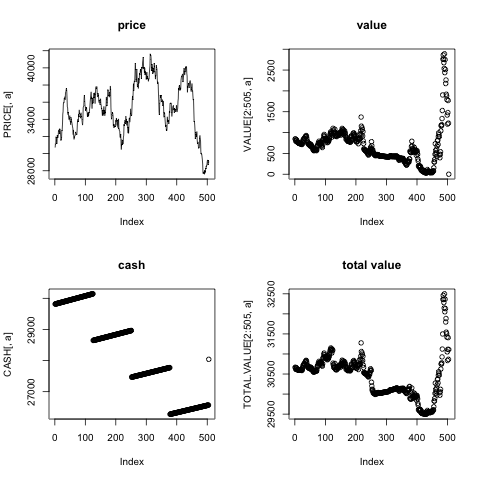 price
PRICE[, a]
28000 34000 40000
0 100 200 300 400 500
Index
value
VALUE[2:505, a]
0 500 1500 2500
0 100 200 300 400 500
Index
cash
CASH[, a]
27000 29000
0 100 200 300 400 500
Index
total value
TOTAL.VALUE[2:505, a]
29500 30500 31500 32500
0 100 200 300 400 500
Index